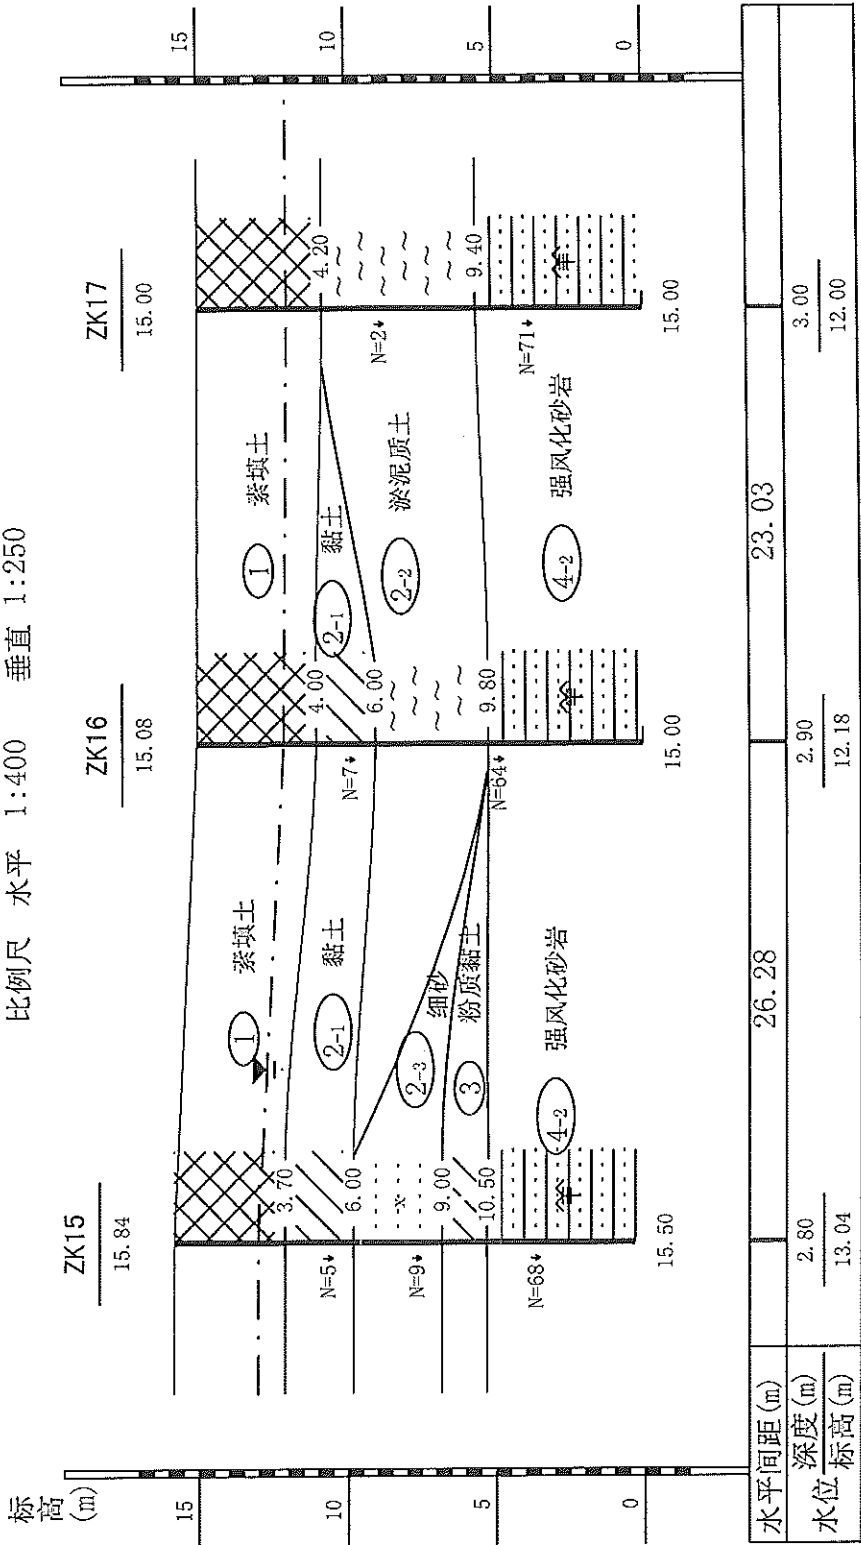 比例尺 水平 1:400 垂直 1:250
标高
(m)
ZK15
15.84
ZK16
15.08
ZK17
15.00
15
10
5
0
15
10
5
0
① 素填土
① 素填土
3.70
4.00
4.20
2-1 黏土
2-1 黏土
N=5
6.00
N=7
6.00
N=2
2-2 淤泥质土
2-3 细砂
N=9
9.00
3 粉质黏土
10.50
9.80
9.40
N=68
N=64
N=71
4-2 强风化砂岩
4-2 强风化砂岩
15.50
15.00
15.00
水平间距(m) 26.28 23.03
水位 深度(m) 2.80 2.90 3.00
标高(m) 13.04 12.18 12.00